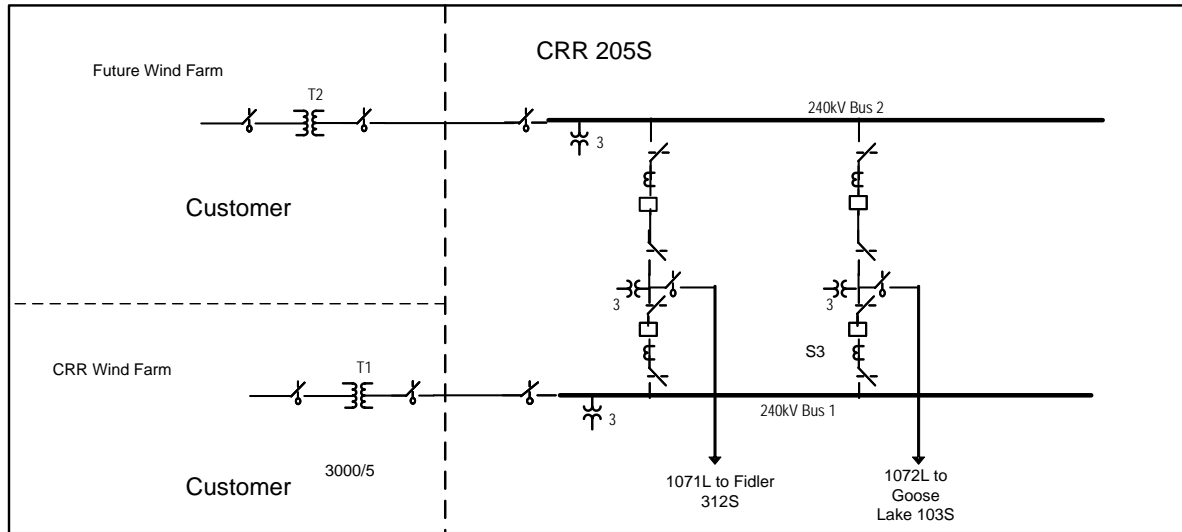 CRR 205S
Future Wind Farm
T2
240kV Bus 2
3
Customer
3
3
S3
CRR Wind Farm
T1
240kV Bus 1
3
3000/5
Customer
1071L to Fidler
312S
1072L to
Goose
Lake 103S